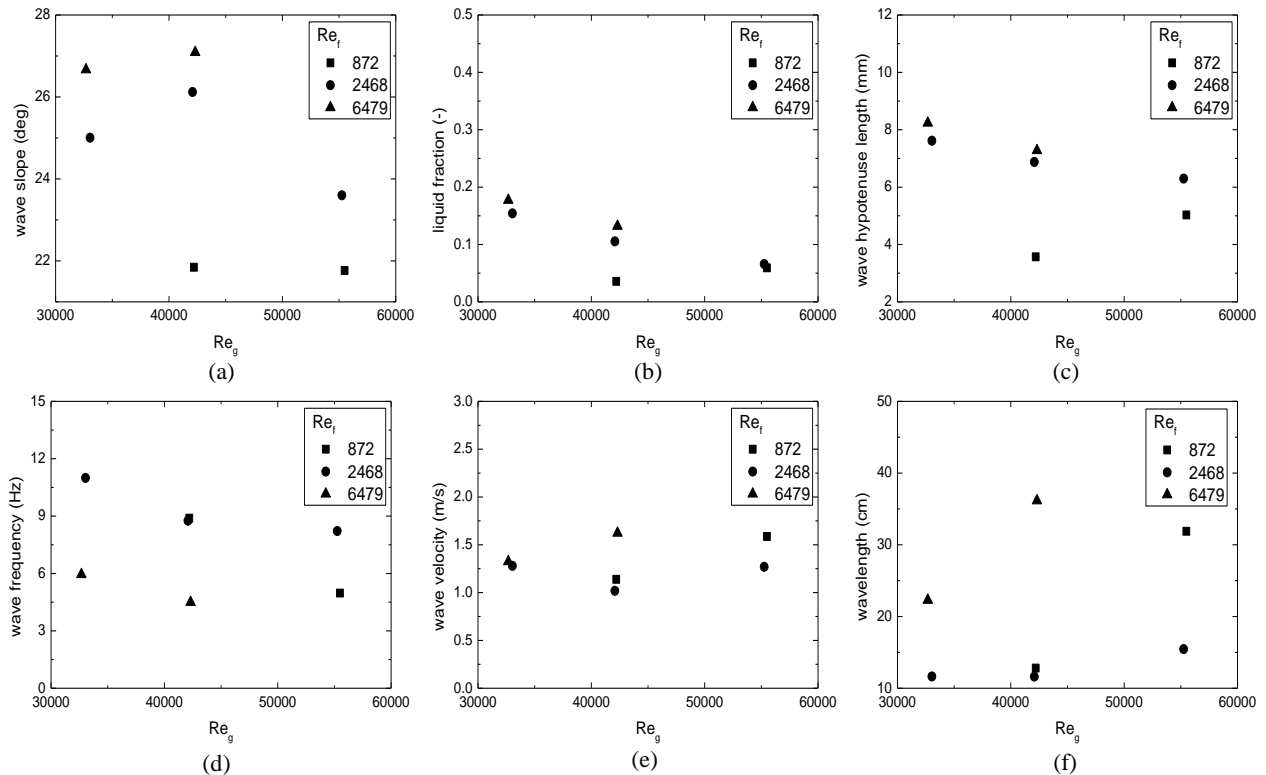 28
26
24
22
wave slope (deg)
30000 40000 50000 60000
Re_g
Re_f
872
2468
6479
(a)
0.5
0.4
0.3
0.2
0.1
0.0
liquid fraction (-)
30000 40000 50000 60000
Re_g
Re_f
872
2468
6479
(b)
12
10
8
6
4
2
wave hypotenuse length (mm)
30000 40000 50000 60000
Re_g
Re_f
872
2468
6479
(c)
15
12
9
6
3
0
wave frequency (Hz)
30000 40000 50000 60000
Re_g
Re_f
872
2468
6479
(d)
3.0
2.5
2.0
1.5
1.0
0.5
0.0
wave velocity (m/s)
30000 40000 50000 60000
Re_g
Re_f
872
2468
6479
(e)
50
40
30
20
10
wavelength (cm)
30000 40000 50000 60000
Re_g
Re_f
872
2468
6479
(f)